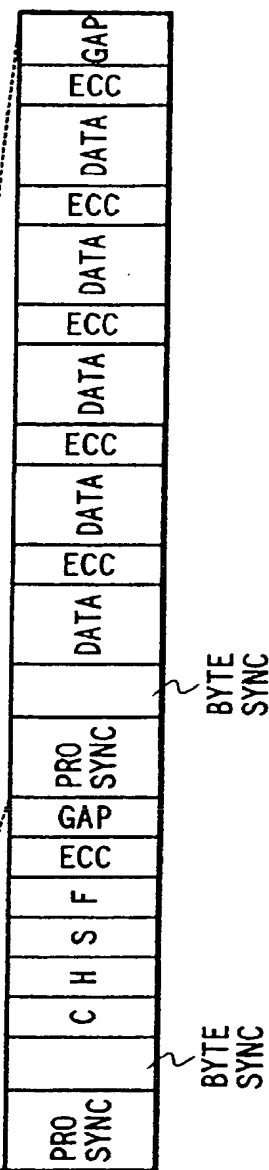 PRO
SYNC
BYTE
SYNC
C
H
S
F
ECC
GAP
PRO
SYNC
BYTE
SYNC
DATA
ECC
DATA
ECC
DATA
ECC
DATA
ECC
DATA
ECC
GAP